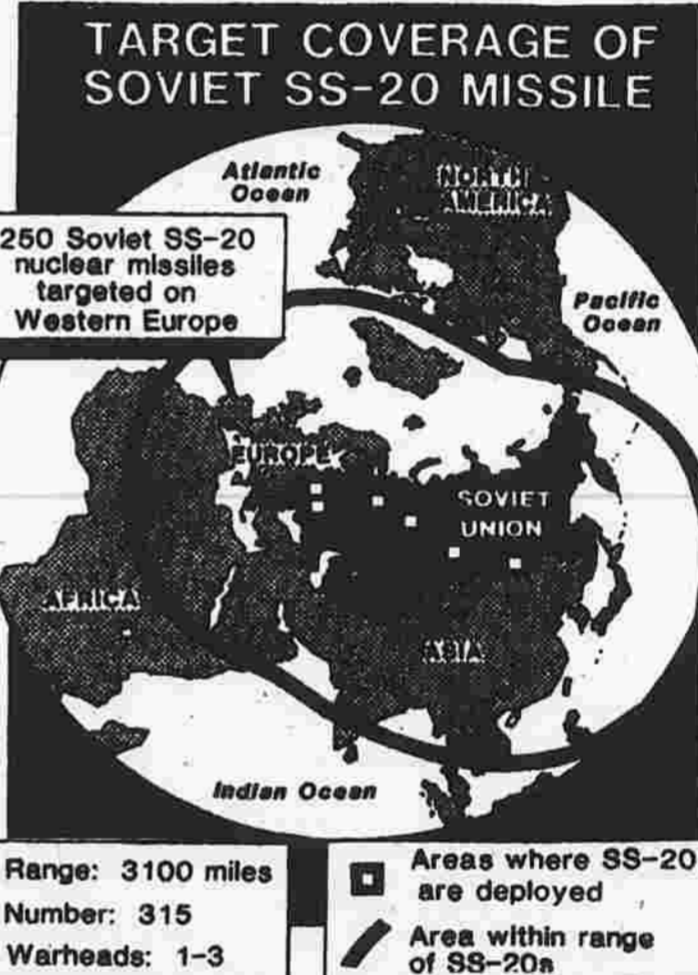 TARGET COVERAGE OF
SOVIET SS-20 MISSILE
Atlantic
Ocean
NORTH
AMERICA
250 Soviet SS-20
nuclear missiles
targeted on
Western Europe
Pacific
Ocean
EUROPE
SOVIET
UNION
AFRICA
ASIA
Indian Ocean
Range: 3100 miles
Number: 315
Warheads: 1-3
Areas where SS-20
are deployed
Area within range
of SS-20s